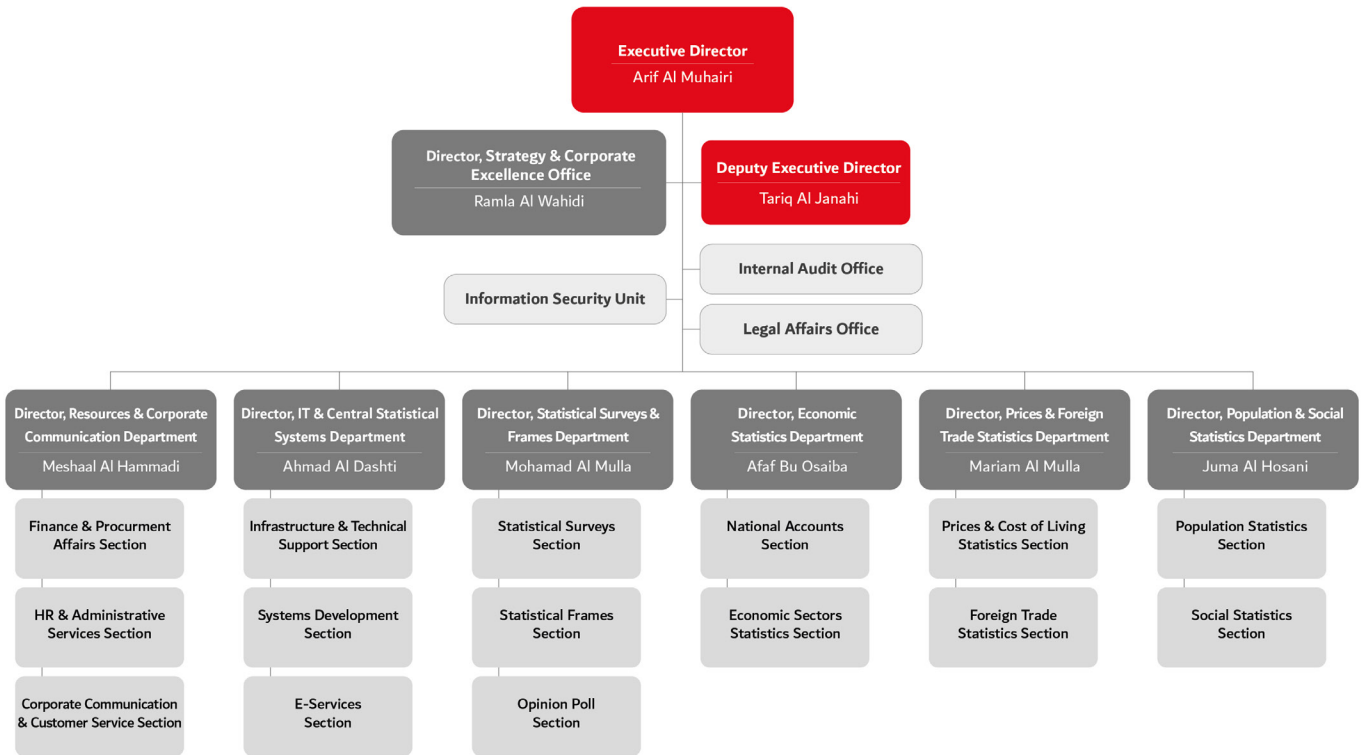 Executive Director
Arif Al Muhairi
Director, Strategy & Corporate
Excellence Office
Ramla Al Wahidi
Deputy Executive Director
Tariq Al Janahi
Internal Audit Office
Information Security Unit
Legal Affairs Office
Director, Resources & Corporate
Communication Department
Meshaal Al Hammadi
Director, IT & Central Statistical
Systems Department
Ahmad Al Dashti
Director, Statistical Surveys &
Frames Department
Mohamad Al Mulla
Director, Economic
Statistics Department
Afaf Bu Osaiba
Director, Prices & Foreign
Trade Statistics Department
Mariam Al Mulla
Director, Population & Social
Statistics Department
Juma Al Hosani
Finance & Procurment
Affairs Section
Infrastructure & Technical
Support Section
Statistical Surveys
Section
National Accounts
Section
Prices & Cost of Living
Statistics Section
Population Statistics
Section
HR & Administrative
Services Section
Systems Development
Section
Statistical Frames
Section
Economic Sectors
Statistics Section
Foreign Trade
Statistics Section
Social Statistics
Section
Corporate Communication
& Customer Service Section
E-Services
Section
Opinion Poll
Section